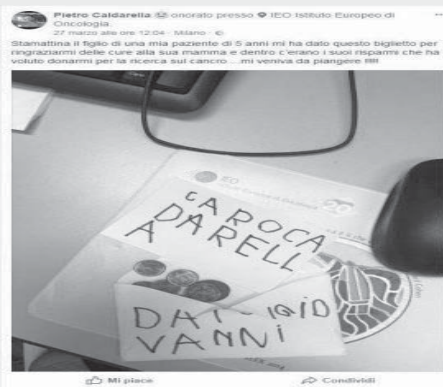 Pietro Caldarella onorato presso IEO Istituto Europeo di
Oncologia.
27 marzo alle ore 12:04 · Milano ·
Stamattina il figlio di una mia paziente di 5 anni mi ha dato questo biglietto per
ringraziarmi delle cure alla sua mamma e dentro c'erano i suoi risparmi che ha
voluto donarmi per la ricerca sul cancro ....mi veniva da piangere !!!!!
IEO
CAROCA
DARELL
A
DA GIO
VANNI
Mi piace
Condividi